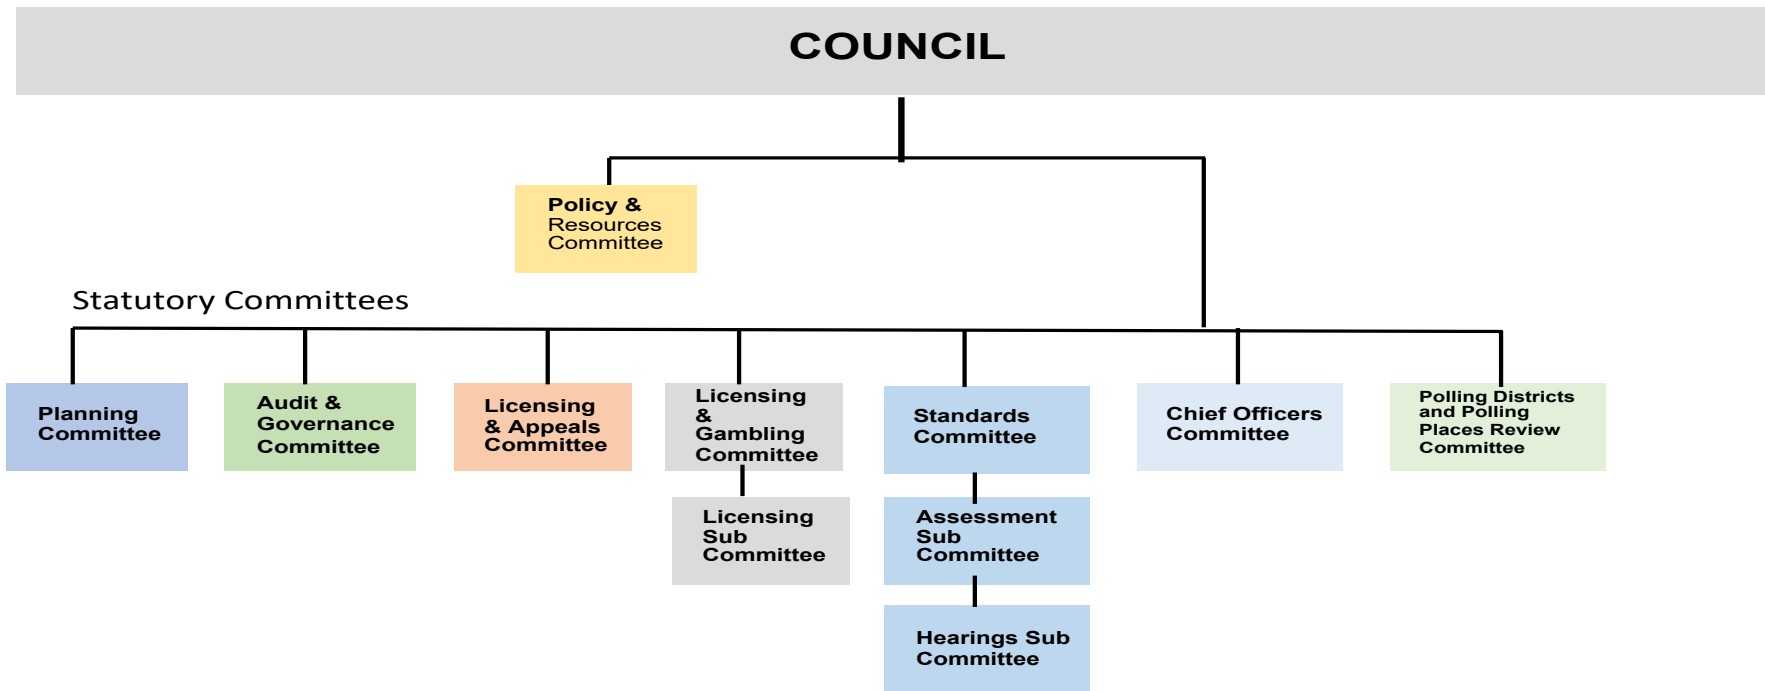 COUNCIL
Policy &
Resources
Committee
Statutory Committees
Planning
Committee
Audit &
Governance
Committee
Licensing
& Appeals
Committee
Licensing
&
Gambling
Committee
Standards
Committee
Chief Officers
Committee
Polling Districts
and Polling
Places Review
Committee
Licensing
Sub
Committee
Assessment
Sub
Committee
Hearings Sub
Committee